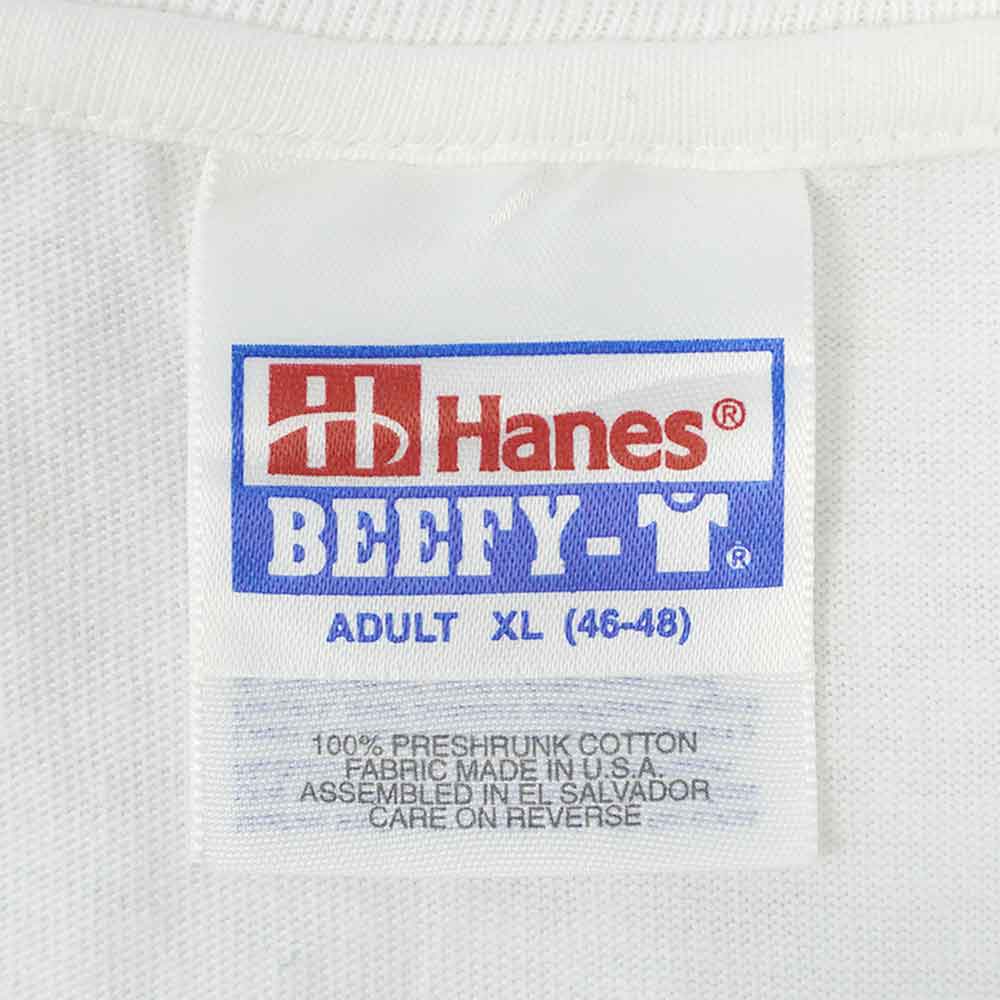 H Hanes®
BEEFY-T®
ADULT XL (46-48)
100% PRESHRUNK COTTON
FABRIC MADE IN U.S.A.
ASSEMBLED IN EL SALVADOR
CARE ON REVERSE